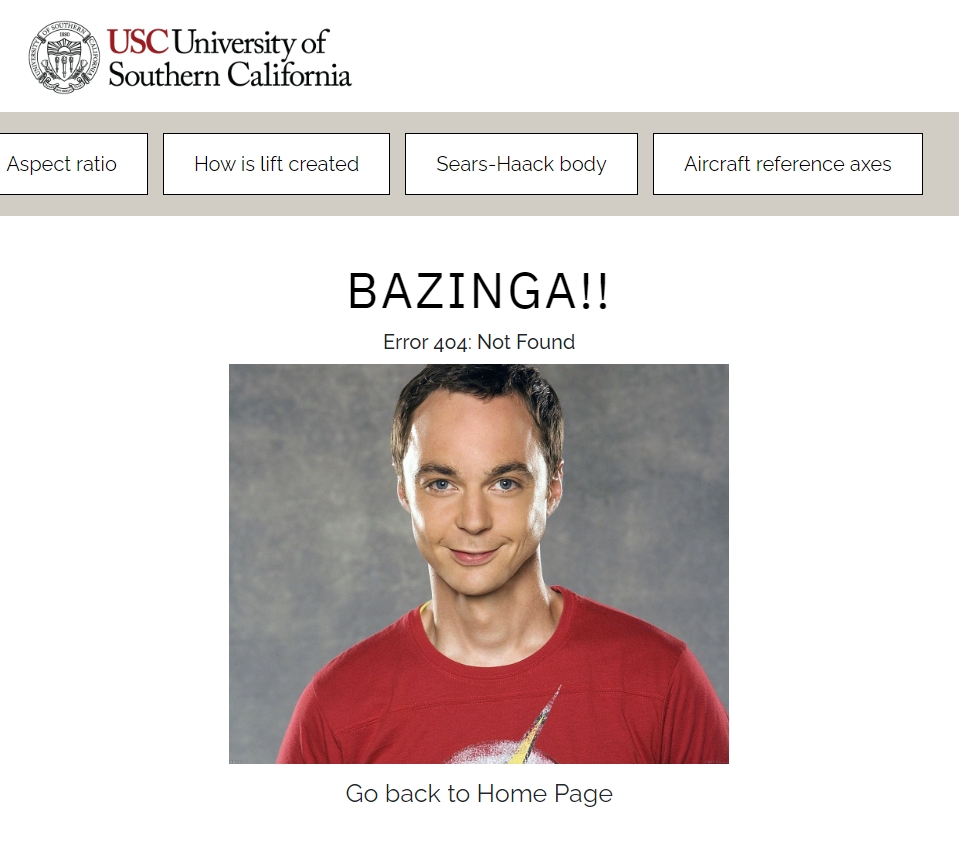 USC University of
Southern California
Aspect ratio
How is lift created
Sears-Haack body
Aircraft reference axes
BAZINGA!!
Error 404: Not Found
Go back to Home Page